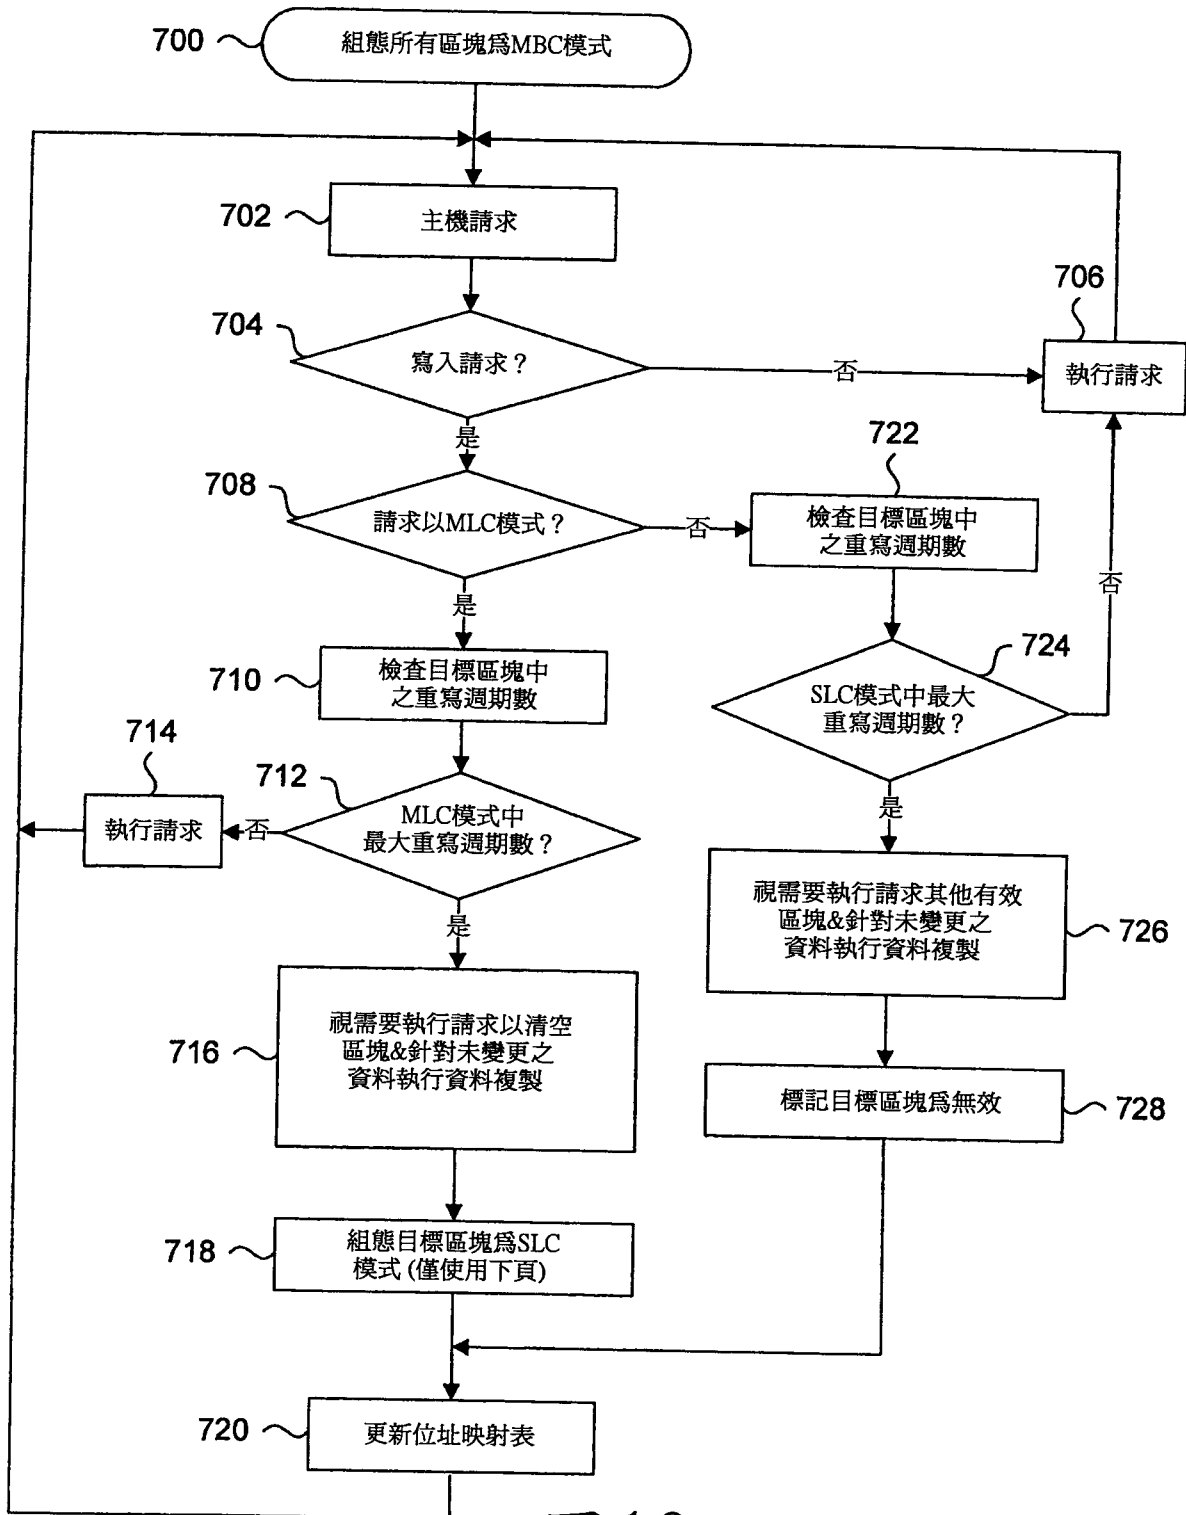 700
組態所有區塊爲MBC模式
702
主機請求
704
寫入請求？
否
706
執行請求
是
708
請求以MLC模式？
否
722
檢查目標區塊中
之重寫週期數
否
是
710
檢查目標區塊中
之重寫週期數
724
SLC模式中最大
重寫週期數？
714
執行請求
否
712
MLC模式中
最大重寫週期數？
是
是
716
視需要執行請求以清空
區塊&針對未變更之
資料執行資料複製
726
視需要執行請求其他有效
區塊&針對未變更之
資料執行資料複製
728
標記目標區塊爲無效
718
組態目標區塊爲SLC
模式 (僅使用下頁)
720
更新位址映射表